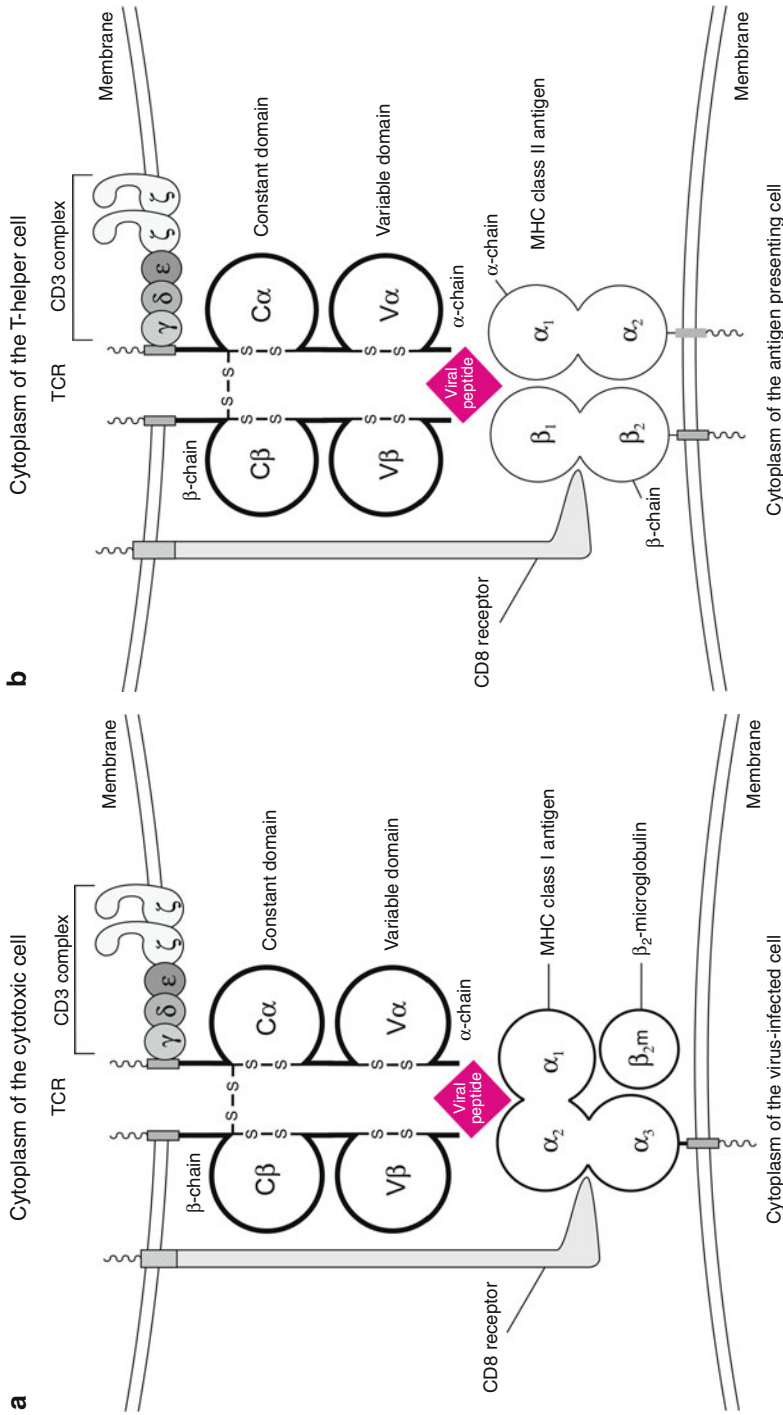 a
Cytoplasm of the cytotoxic cell
TCR
CD3 complex
Membrane
γ
δ
ε
ζ
ζ
β-chain
s
s
Cβ
s
s
Cα
s
s
Constant domain
Vβ
s
s
Vα
s
s
Variable domain
α-chain
Viral
peptide
CD8 receptor
α2
α1
MHC class I antigen
α3
β2m
β2-microglobulin
Membrane
Cytoplasm of the virus-infected cell
b
Cytoplasm of the T-helper cell
TCR
CD3 complex
Membrane
γ
δ
ε
ζ
ζ
β-chain
s
s
Cβ
s
s
Cα
s
s
Constant domain
Vβ
s
s
Vα
s
s
Variable domain
α-chain
Viral
peptide
CD8 receptor
α-chain
MHC class II antigen
β1
α1
β2
α2
β-chain
Membrane
Cytoplasm of the antigen presenting cell